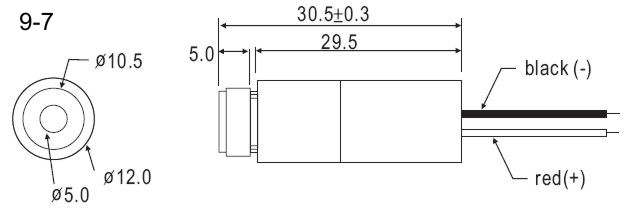 9-7
30.5±0.3
29.5
5.0
ø10.5
black (-)
ø12.0
ø5.0
red(+)